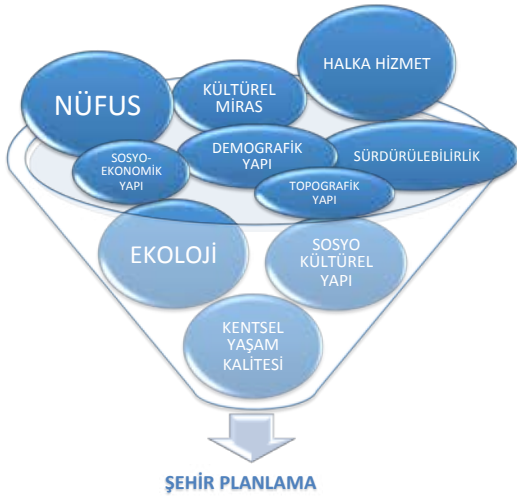 HALKA HİZMET
NÜFUS
KÜLTÜREL
MİRAS
DEMOGRAFİK
YAPI
SÜRDÜRÜLEBİLİRLİK
SOSYO-
EKONOMİK
YAPI
TOPOGRAFİK
YAPI
EKOLOJİ
SOSYO
KÜLTÜREL
YAPI
KENTSEL
YAŞAM
KALİTESİ
ŞEHİR PLANLAMA